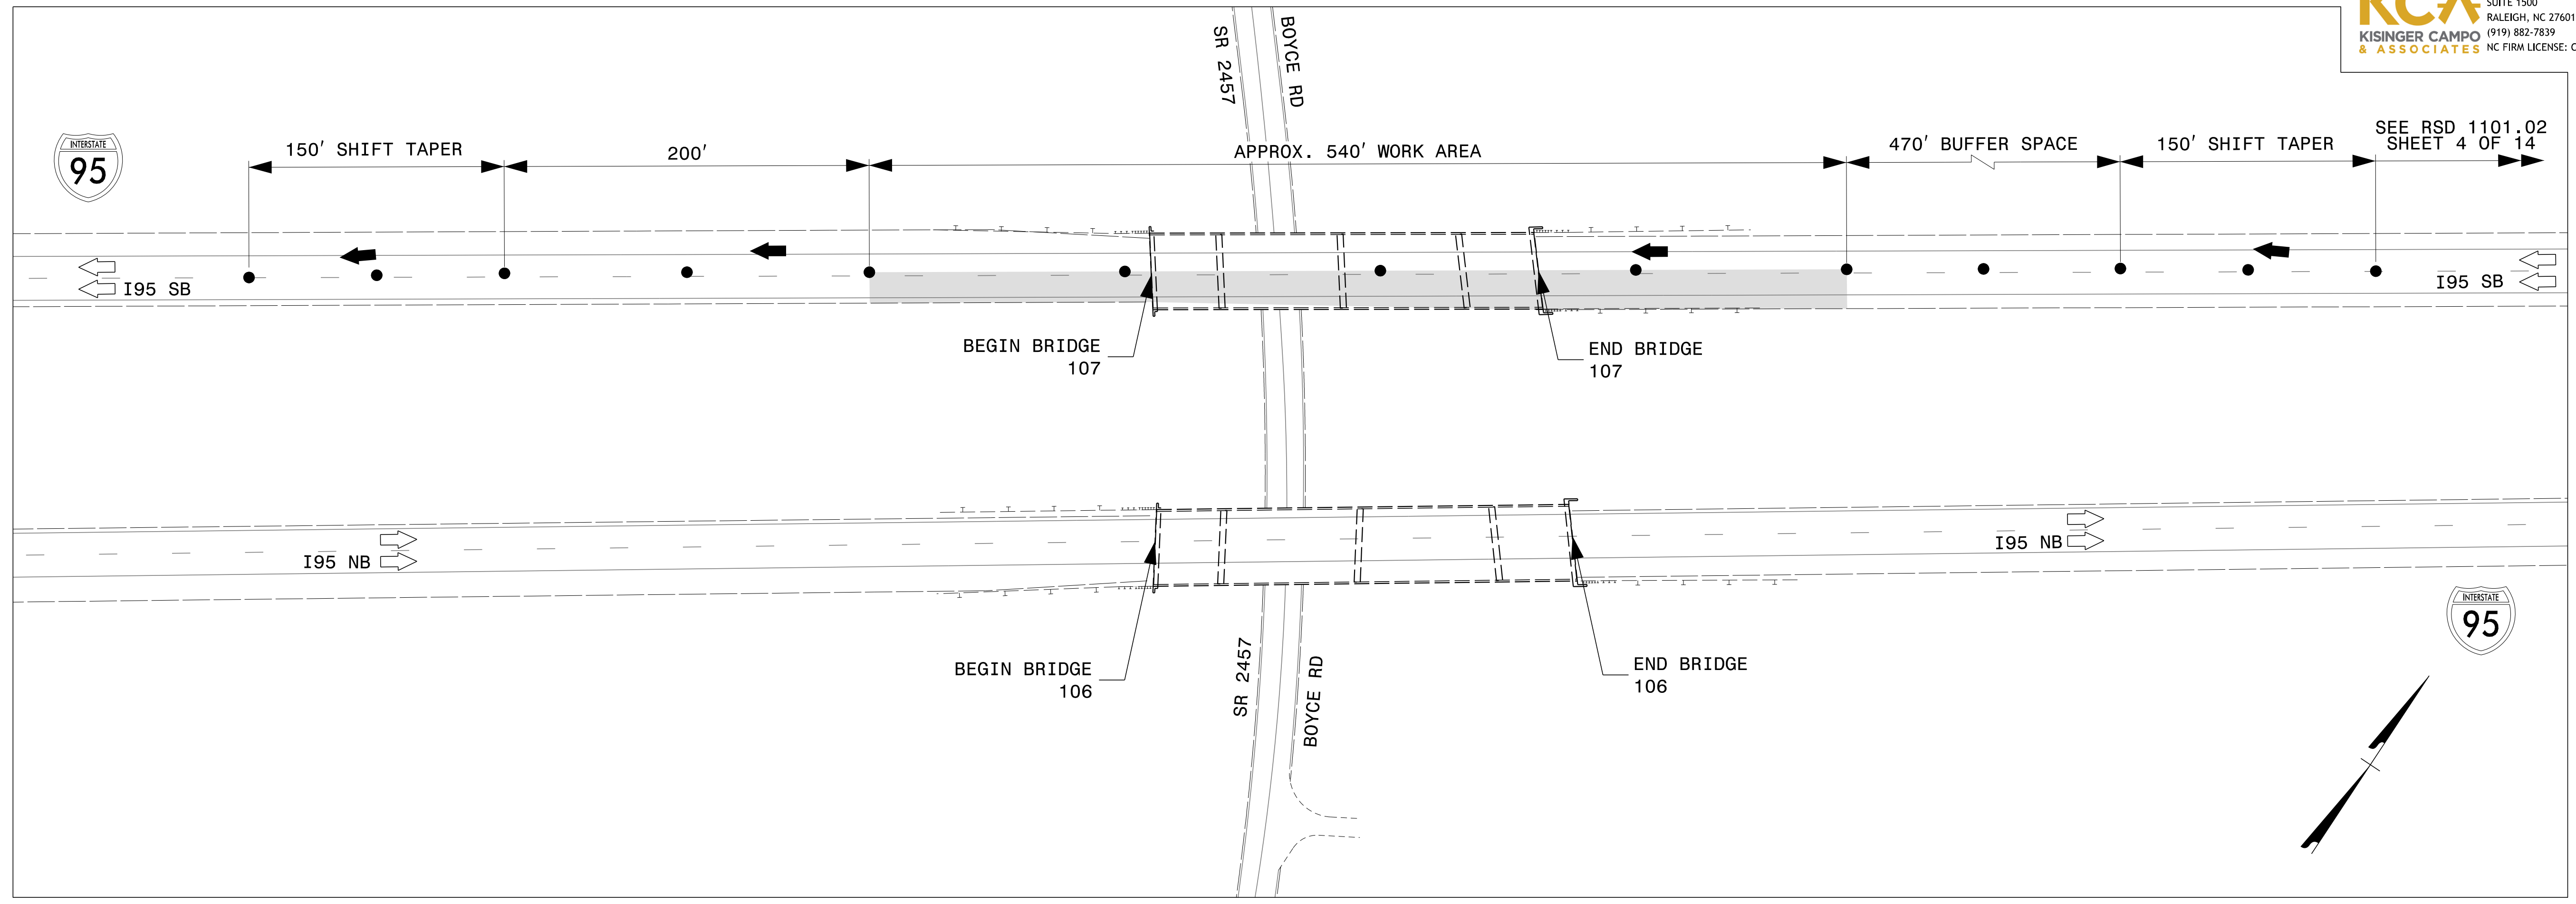 KCA
KISINGER CAMPO
& ASSOCIATES
SUITE 1500
RALEIGH, NC 27601
(919) 882-7839
NC FIRM LICENSE:
SR 2457
BOYCE RD
INTERSTATE
95
150' SHIFT TAPER
200'
APPROX. 540' WORK AREA
470' BUFFER SPACE
150' SHIFT TAPER
SEE RSD 1101.02
SHEET 4 OF 14
I95 SB
I95 SB
BEGIN BRIDGE
107
END BRIDGE
107
I95 NB
I95 NB
BEGIN BRIDGE
106
END BRIDGE
106
SR 2457
BOYCE RD
INTERSTATE
95